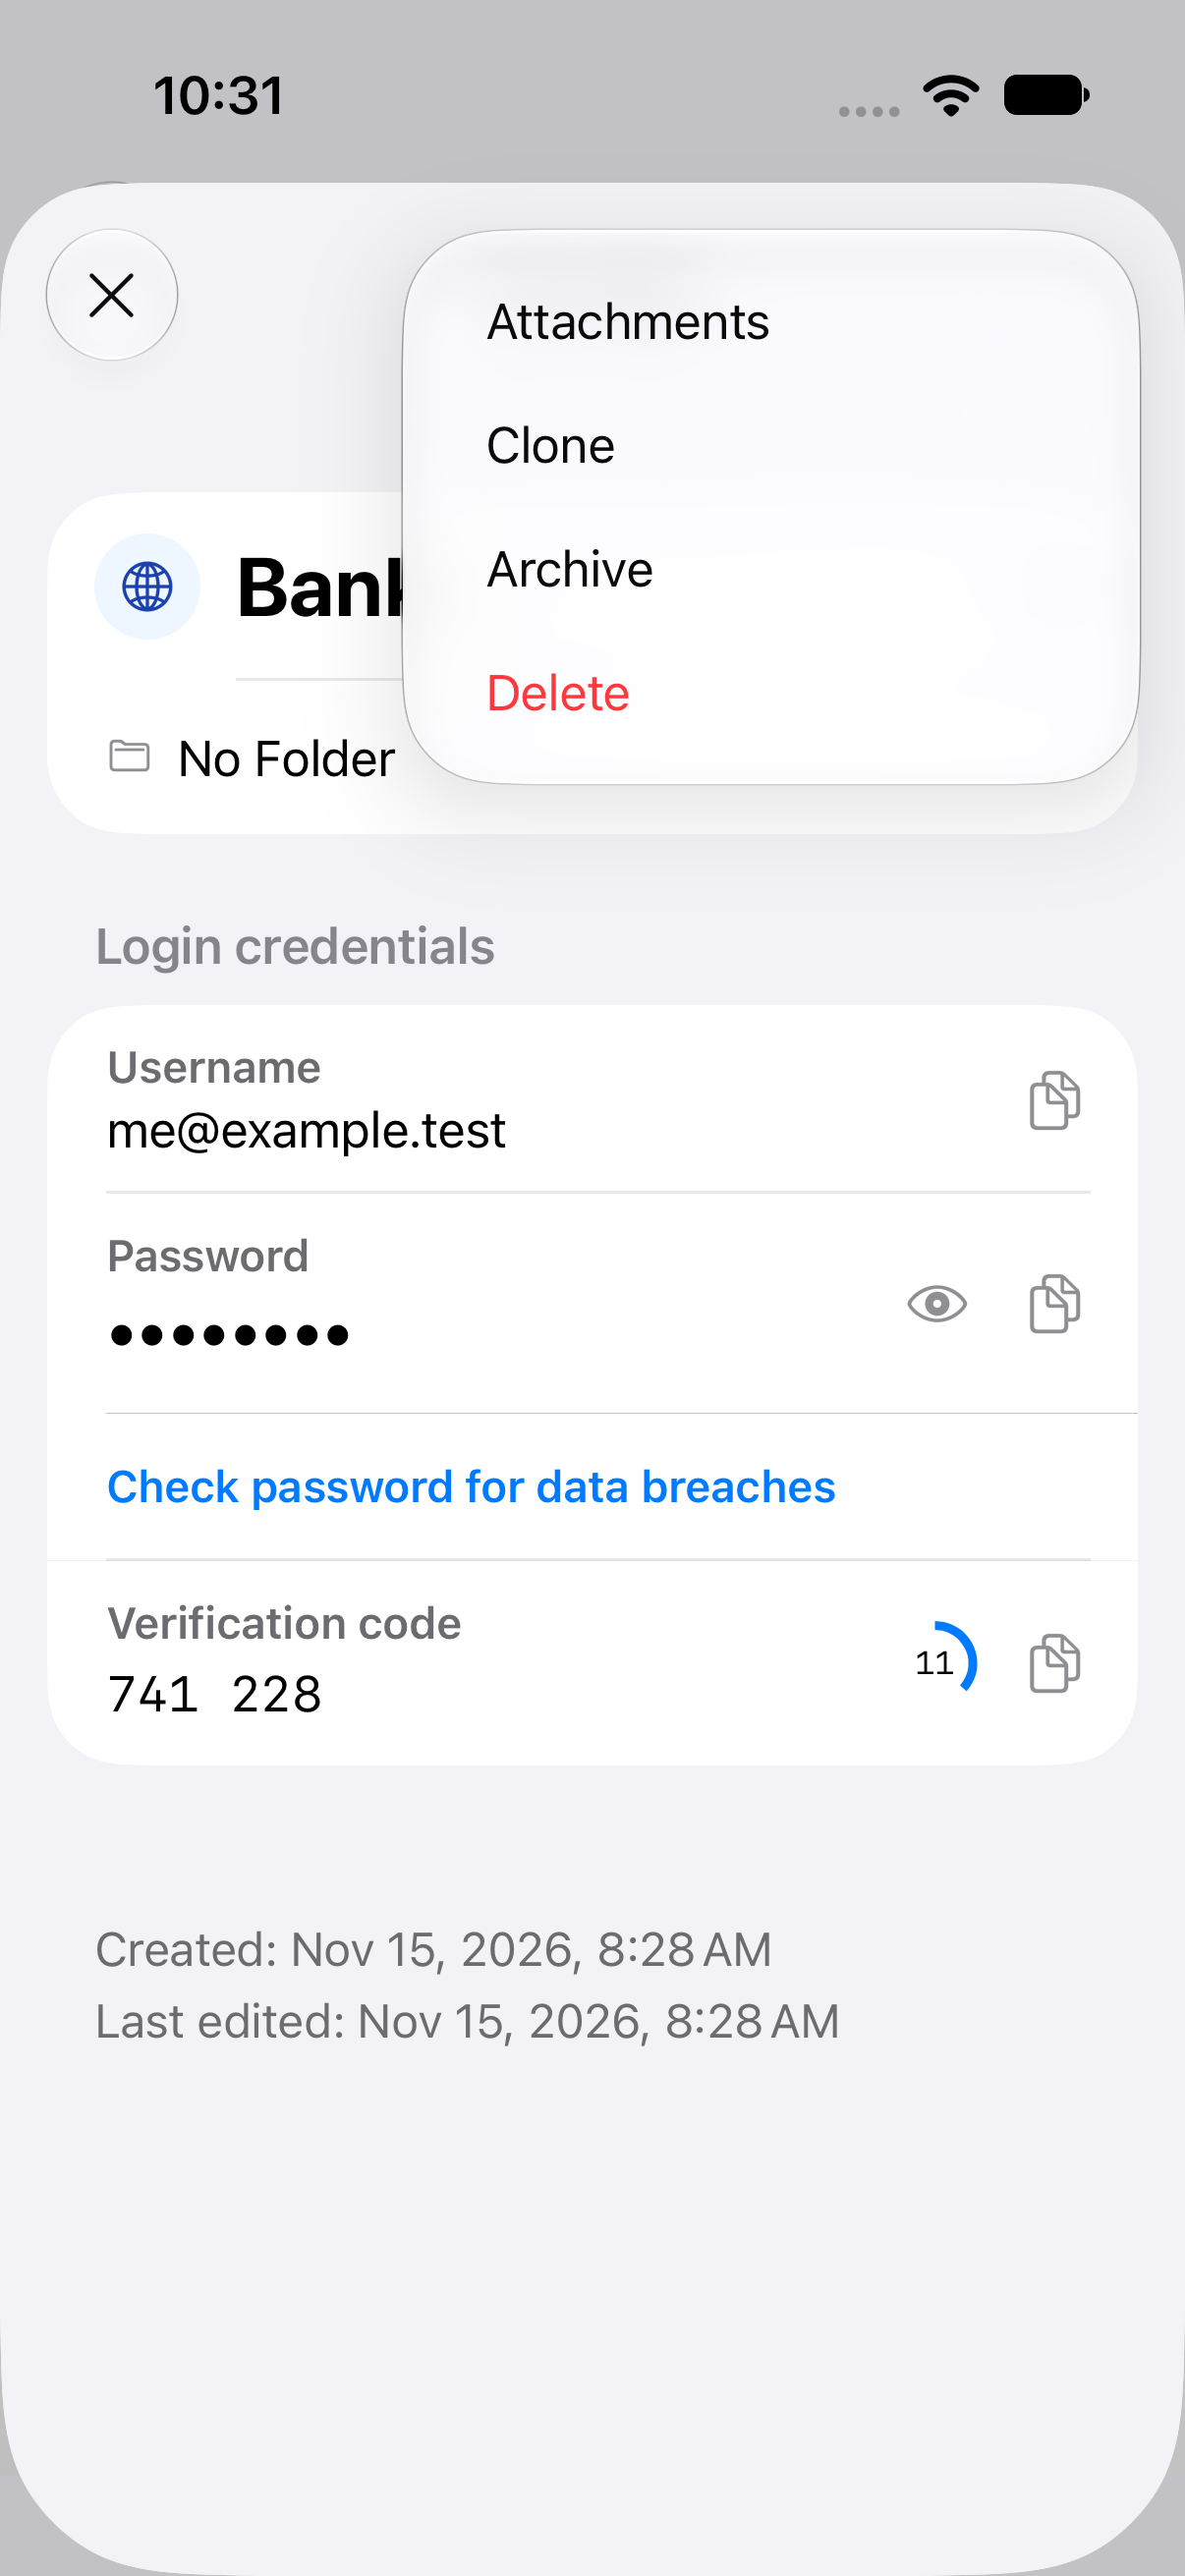 10:31
Attachments
Clone
Archive
Delete
Bank
No Folder
Login credentials
Username
me@example.test
Password
Check password for data breaches
Verification code
741 228
11
Created: Nov 15, 2026, 8:28 AM
Last edited: Nov 15, 2026, 8:28 AM